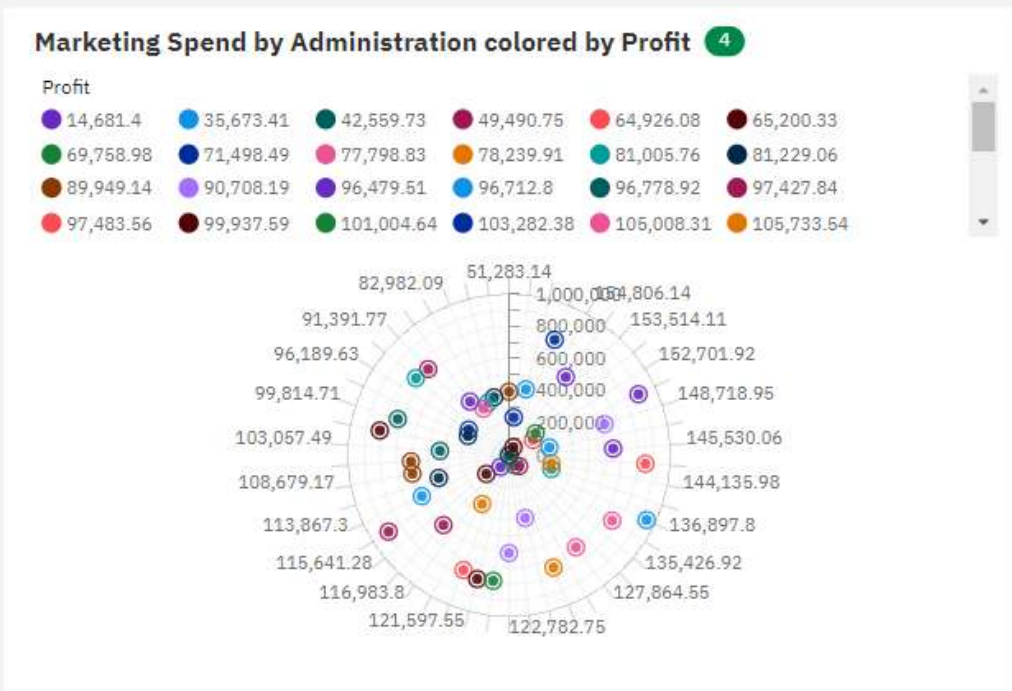 Marketing Spend by Administration colored by Profit 4
Profit
14,681.4 35,673.41 42,559.73 49,490.75 64,926.08 65,200.33
69,758.98 71,498.49 77,798.83 78,239.91 81,005.76 81,229.06
89,949.14 90,708.19 96,479.51 96,712.8 96,778.92 97,427.84
97,483.56 99,937.59 101,004.64 103,282.38 105,008.31 105,733.54
51,283.14
82,982.09
1,000,000 154,806.14
91,391.77 800,000 153,514.11
96,189.63 600,000 152,701.92
99,814.71 400,000 148,718.95
200,000
103,057.49 145,530.06
108,679.17 144,135.98
113,867.3 136,897.8
115,641.28 135,426.92
116,983.8 127,864.55
121,597.55 122,782.75